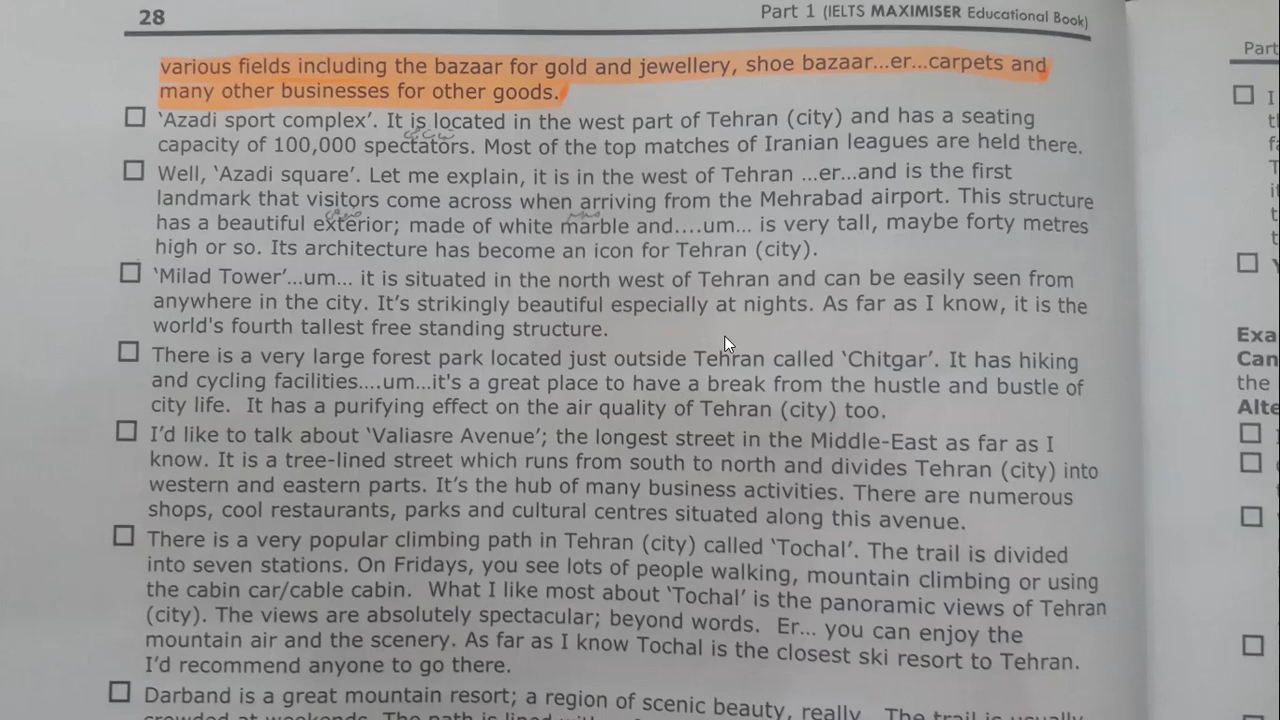 28
Part 1 (IELTS MAXIMISER Educational Book)
various fields including the bazaar for gold and jewellery, shoe bazaar...er...carpets and
many other businesses for other goods.
☐ ‘Azadi sport complex’. It is located in the west part of Tehran (city) and has a seating
capacity of 100,000 spectators. Most of the top matches of Iranian leagues are held there.
☐ Well, ‘Azadi square’. Let me explain, it is in the west of Tehran ...er...and is the first
landmark that visitors come across when arriving from the Mehrabad airport. This structure
has a beautiful exterior; made of white marble and....um... is very tall, maybe forty metres
high or so. Its architecture has become an icon for Tehran (city).
☐ ‘Milad Tower’...um... it is situated in the north west of Tehran and can be easily seen from
anywhere in the city. It’s strikingly beautiful especially at nights. As far as I know, it is the
world's fourth tallest free standing structure.
☐ There is a very large forest park located just outside Tehran called ‘Chitgar’. It has hiking
and cycling facilities....um...it's a great place to have a break from the hustle and bustle of
city life. It has a purifying effect on the air quality of Tehran (city) too.
☐ I’d like to talk about ‘Valiasre Avenue’; the longest street in the Middle-East as far as I
know. It is a tree-lined street which runs from south to north and divides Tehran (city) into
western and eastern parts. It’s the hub of many business activities. There are numerous
shops, cool restaurants, parks and cultural centres situated along this avenue.
☐ There is a very popular climbing path in Tehran (city) called ‘Tochal’. The trail is divided
into seven stations. On Fridays, you see lots of people walking, mountain climbing or using
the cabin car/cable cabin. What I like most about ‘Tochal’ is the panoramic views of Tehran
(city). The views are absolutely spectacular; beyond words. Er... you can enjoy the
mountain air and the scenery. As far as I know Tochal is the closest ski resort to Tehran.
I’d recommend anyone to go there.
☐ Darband is a great mountain resort; a region of scenic beauty, really. The trail is usually
crowded at weekends. The path is lined with
Part
Exa
Can
the
Alte